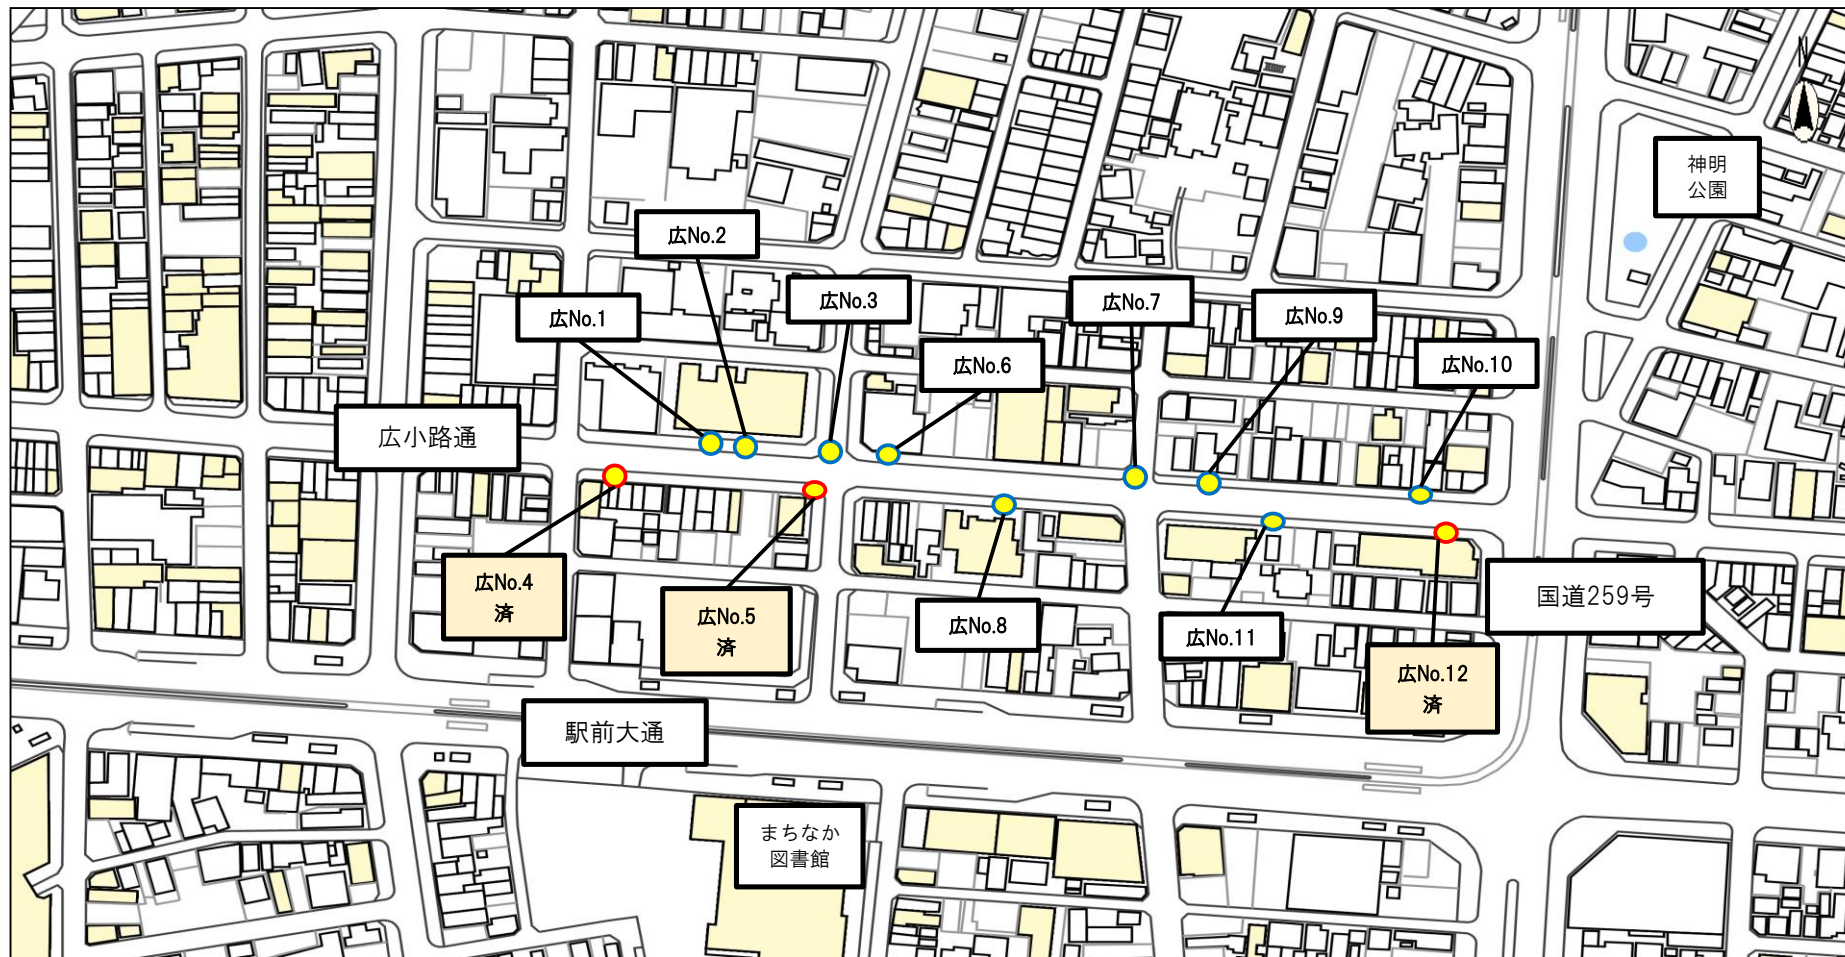 神明
公園
広No.2
広No.3
広No.7
広No.1
広No.9
広No.6
広No.10
広小路通
広No.4
済
広No.5
済
広No.8
広No.11
国道259号
広No.12
済
駅前大通
まちなか
図書館